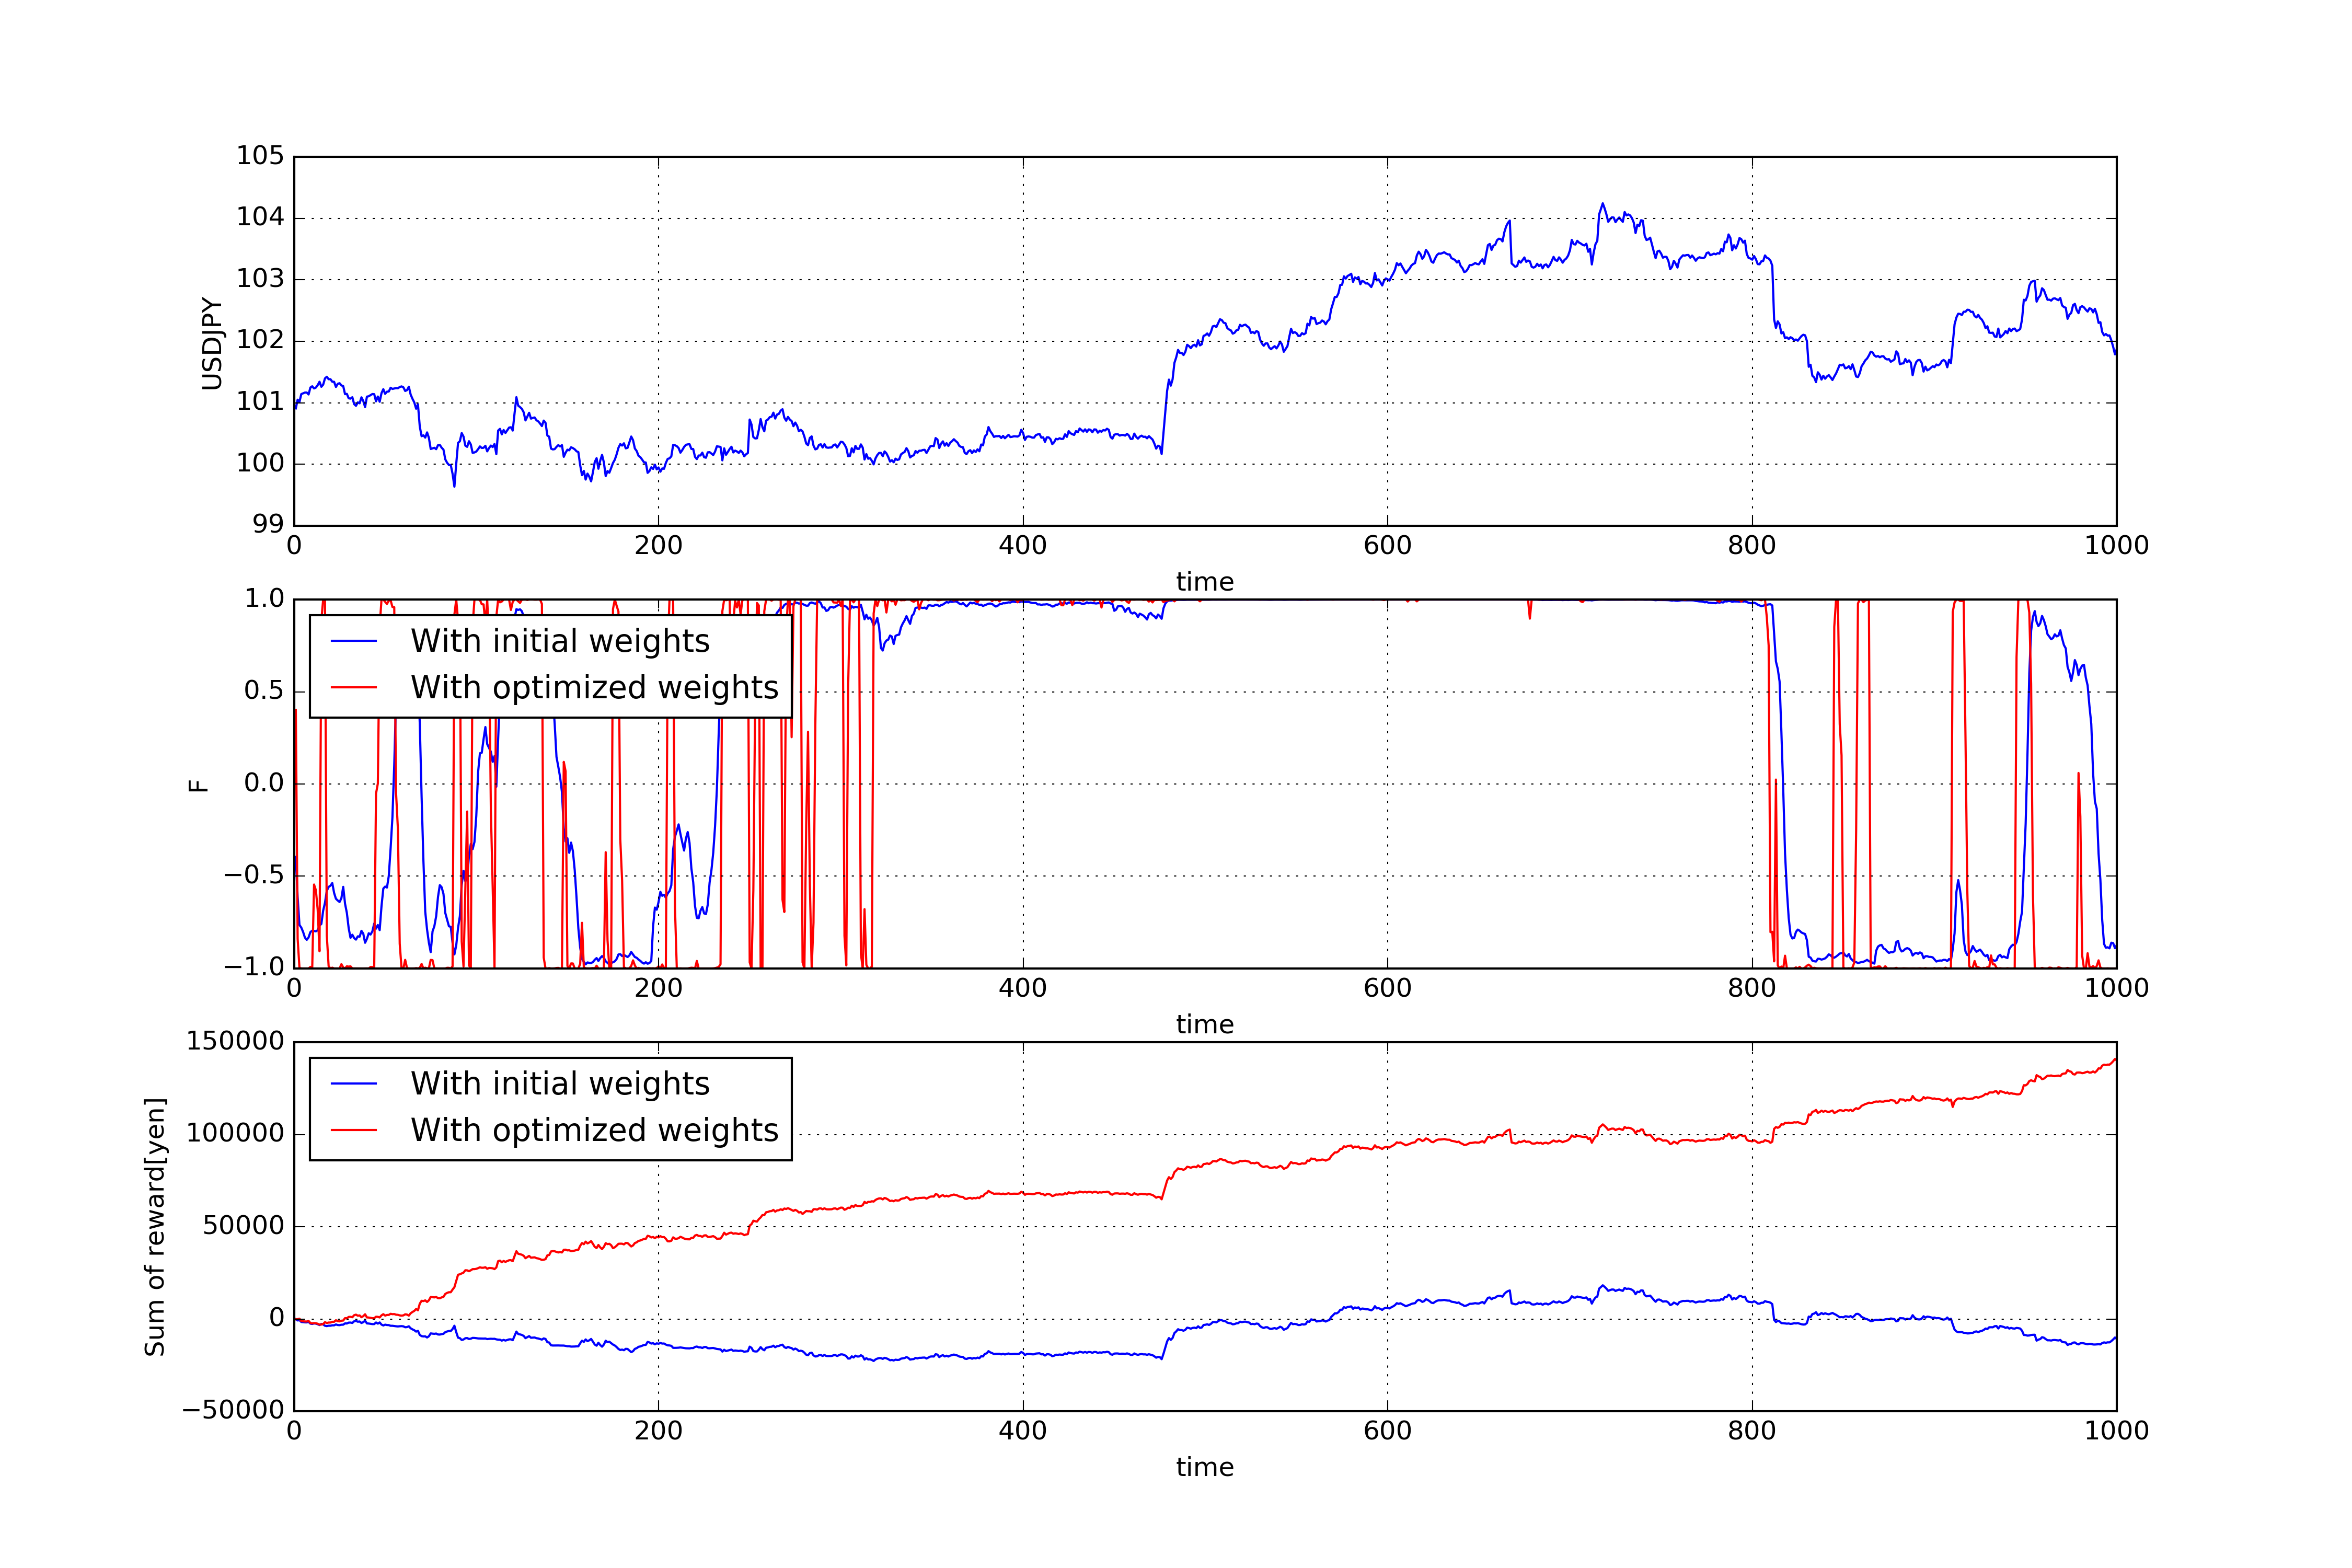 105
104
103
102
101
100
99
USDJPY
0 200 400 600 800 1000
time
1.0
0.5
0.0
−0.5
−1.0
F
With initial weights
With optimized weights
0 200 400 600 800 1000
time
150000
100000
50000
0
−50000
Sum of reward[yen]
With initial weights
With optimized weights
0 200 400 600 800 1000
time